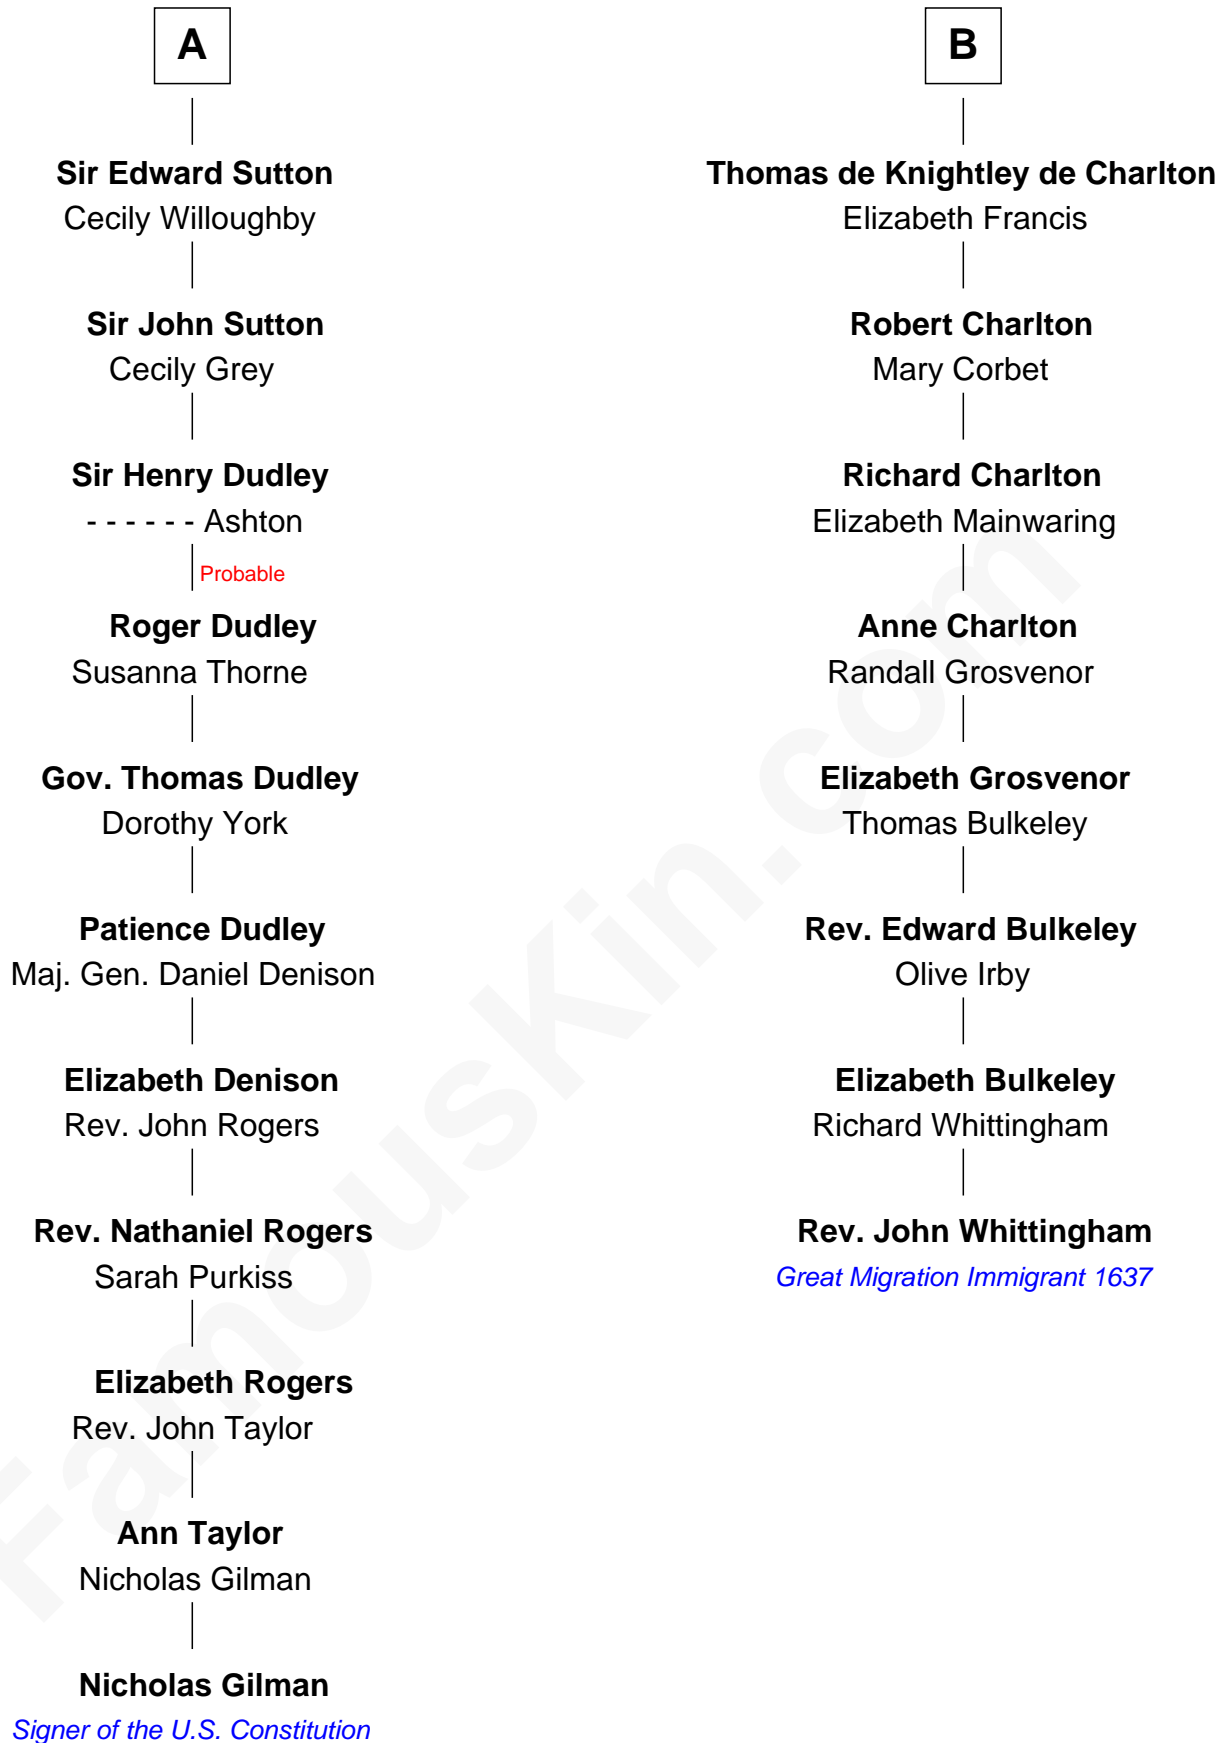 A
Sir Edward Sutton
Cecily Willoughby
Sir John Sutton
Cecily Grey
Sir Henry Dudley
- - - - - - Ashton
Probable
Roger Dudley
Susanna Thorne
Gov. Thomas Dudley
Dorothy York
Patience Dudley
Maj. Gen. Daniel Denison
Elizabeth Denison
Rev. John Rogers
Rev. Nathaniel Rogers
Sarah Purkiss
Elizabeth Rogers
Rev. John Taylor
Ann Taylor
Nicholas Gilman
Nicholas Gilman
Signer of the U.S. Constitution
B
Thomas de Knightley de Charlton
Elizabeth Francis
Robert Charlton
Mary Corbet
Richard Charlton
Elizabeth Mainwaring
Anne Charlton
Randall Grosvenor
Elizabeth Grosvenor
Thomas Bulkeley
Rev. Edward Bulkeley
Olive Irby
Elizabeth Bulkeley
Richard Whittingham
Rev. John Whittingham
Great Migration Immigrant 1637
FamousKin.com